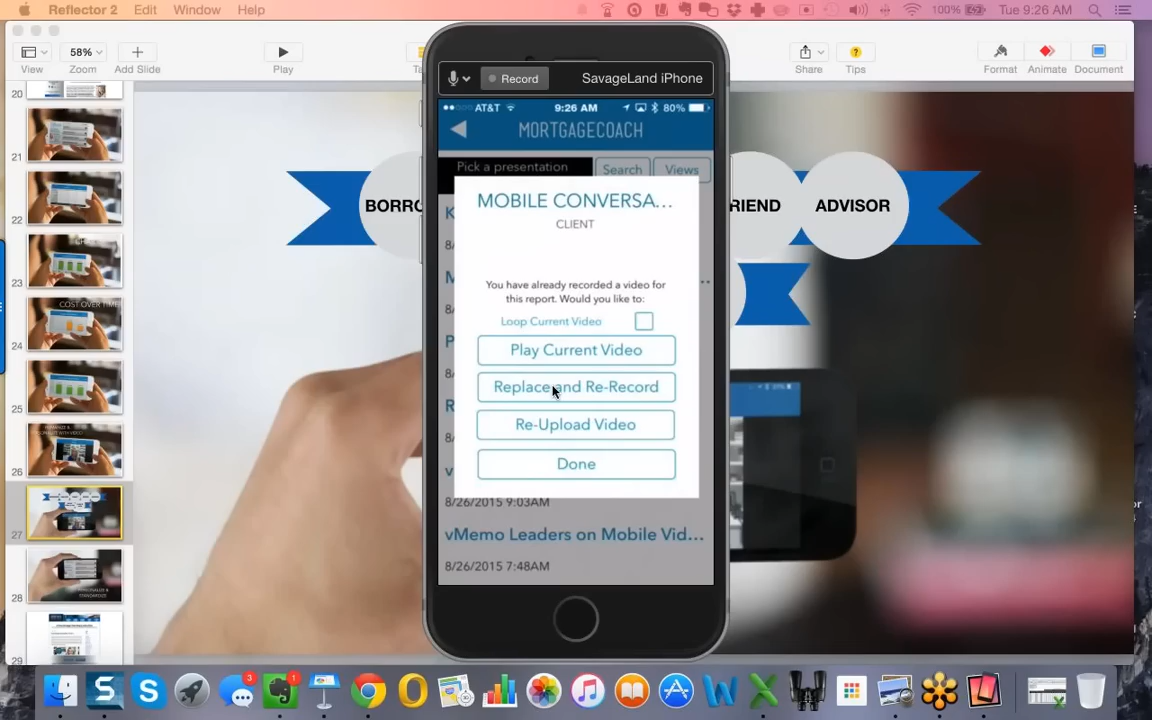 Reflector 2 Edit Window Help
100% Tue 9:26 AM
58%
View Zoom Add Slide Play
Share Tips Format Animate Document
Record SavageLand iPhone
AT&T 9:26 AM 80%
MORTGAGECOACH
Pick a presentation Search Views
MOBILE CONVERSA...
CLIENT
You have already recorded a video for
this report. Would you like to:
Loop Current Video
Play Current Video
Replace and Re-Record
Re-Upload Video
Done
8/26/2015 9:03AM
vMemo Leaders on Mobile Vid...
8/26/2015 7:48AM
BORRO
RIEND
ADVISOR
20
21
22
23
24
COST OVER TIME
25
26
27
28
29
3
1